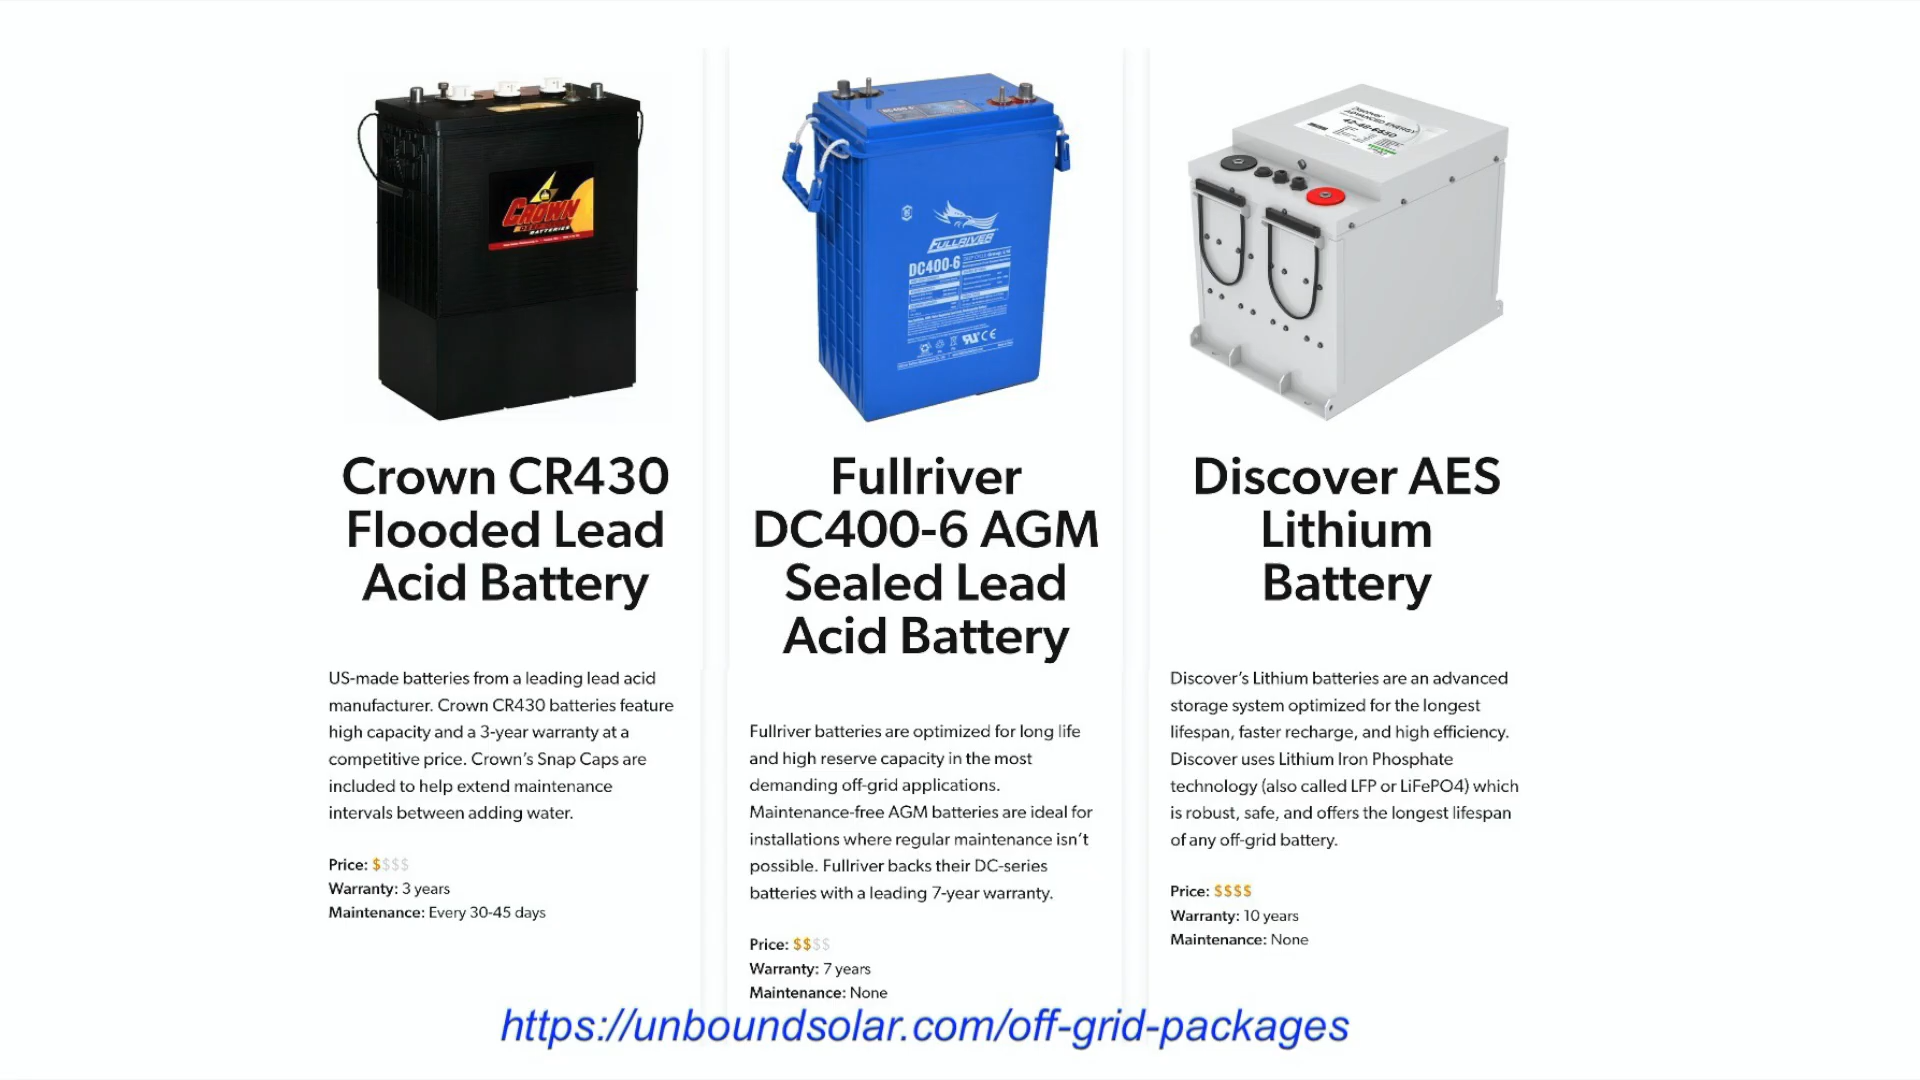 CROWN
BATTERIES
FULLRIVER
DC400-6
Discover
ADVANCED ENERGY
42-48-6650
Crown CR430
Flooded Lead
Acid Battery
US-made batteries from a leading lead acid
manufacturer. Crown CR430 batteries feature
high capacity and a 3-year warranty at a
competitive price. Crown's Snap Caps are
included to help extend maintenance
intervals between adding water.
Price: $$$$
Warranty: 3 years
Maintenance: Every 30-45 days
Fullriver
DC400-6 AGM
Sealed Lead
Acid Battery
Fullriver batteries are optimized for long life
and high reserve capacity in the most
demanding off-grid applications.
Maintenance-free AGM batteries are ideal for
installations where regular maintenance isn't
possible. Fullriver backs their DC-series
batteries with a leading 7-year warranty.
Price: $$$$
Warranty: 7 years
Maintenance: None
Discover AES
Lithium
Battery
Discover's Lithium batteries are an advanced
storage system optimized for the longest
lifespan, faster recharge, and high efficiency.
Discover uses Lithium Iron Phosphate
technology (also called LFP or LiFePO4) which
is robust, safe, and offers the longest lifespan
of any off-grid battery.
Price: $$$$
Warranty: 10 years
Maintenance: None
https://unboundsolar.com/off-grid-packages